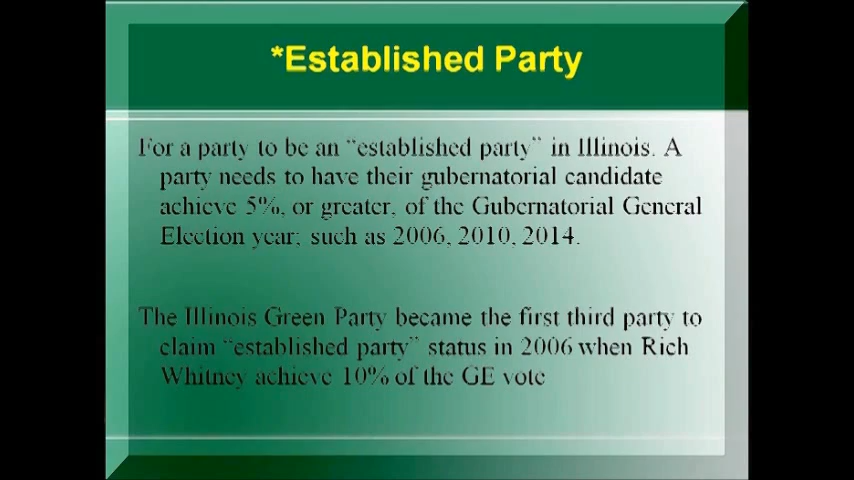 *Established Party
For a party to be an “established party” in Illinois. A
party needs to have their gubernatorial candidate
achieve 5%, or greater, of the Gubernatorial General
Election year; such as 2006, 2010, 2014.
The Illinois Green Party became the first third party to
claim “established party” status in 2006 when Rich
Whitney achieve 10% of the GE vote